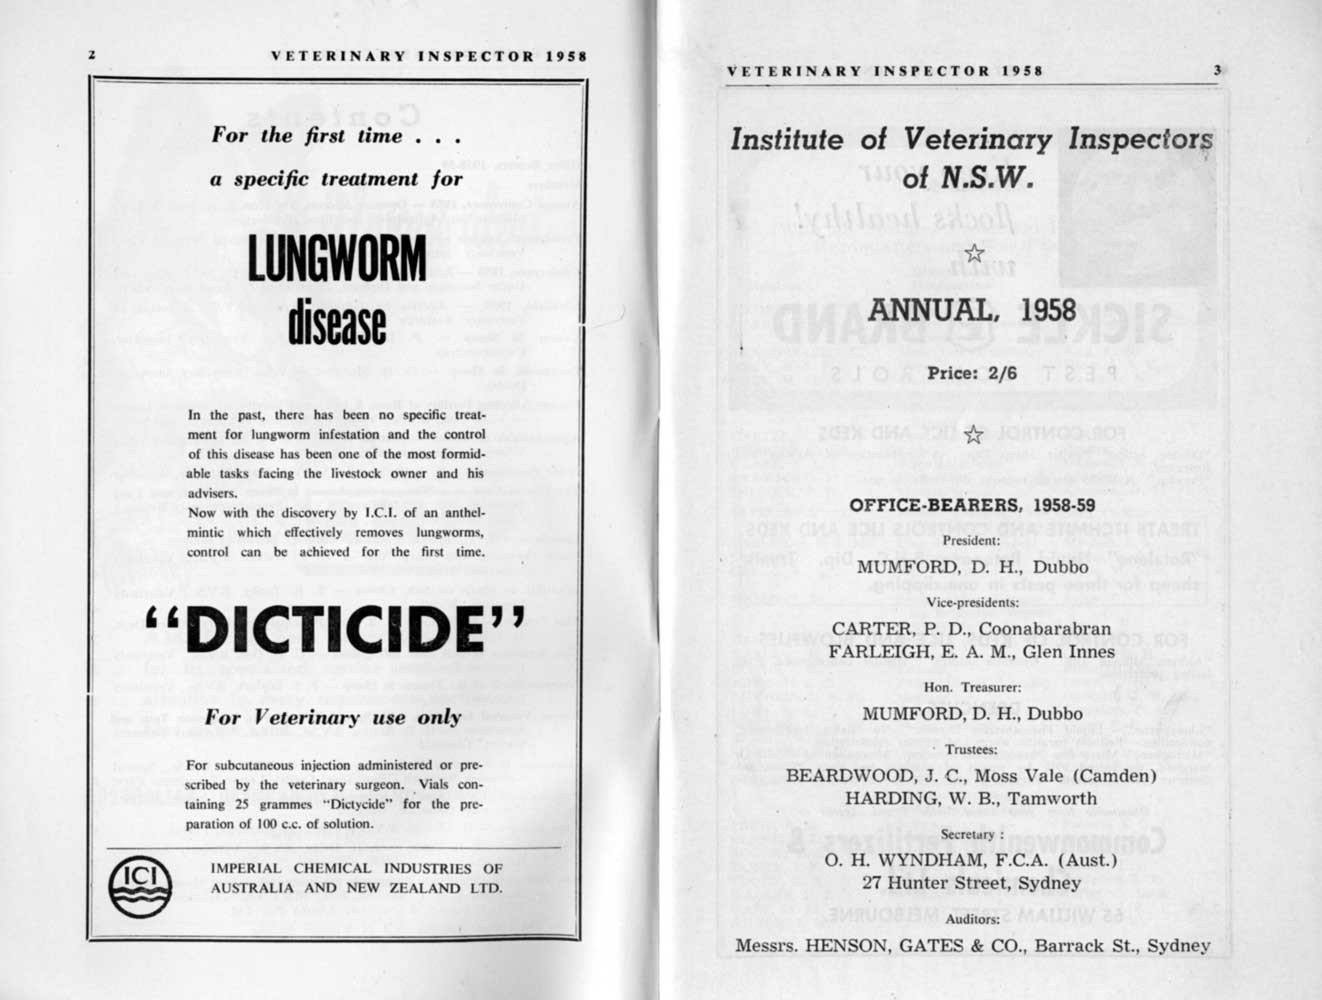 2
VETERINARY INSPECTOR 1958
For the first time . . .
a specific treatment for
LUNGWORM
disease
In the past, there has been no specific treat-
ment for lungworm infestation and the control
of this disease has been one of the most formid-
able tasks facing the livestock owner and his
advisers.
Now with the discovery by I.C.I. of an anthel-
mintic which effectively removes lungworms,
control can be achieved for the first time.
“DICTICIDE”
For Veterinary use only
For subcutaneous injection administered or pre-
scribed by the veterinary surgeon. Vials con-
taining 25 grammes “Dictycide” for the pre-
paration of 100 c.c. of solution.
ICI
IMPERIAL CHEMICAL INDUSTRIES OF
AUSTRALIA AND NEW ZEALAND LTD.
VETERINARY INSPECTOR 1958
3
Institute of Veterinary Inspectors
of N.S.W.
ANNUAL, 1958
Price: 2/6
OFFICE-BEARERS, 1958-59
President:
MUMFORD, D. H., Dubbo
Vice-presidents:
CARTER, P. D., Coonabarabran
FARLEIGH, E. A. M., Glen Innes
Hon. Treasurer:
MUMFORD, D. H., Dubbo
Trustees:
BEARDWOOD, J. C., Moss Vale (Camden)
HARDING, W. B., Tamworth
Secretary :
O. H. WYNDHAM, F.C.A. (Aust.)
27 Hunter Street, Sydney
Auditors:
Messrs. HENSON, GATES & CO., Barrack St., Sydney